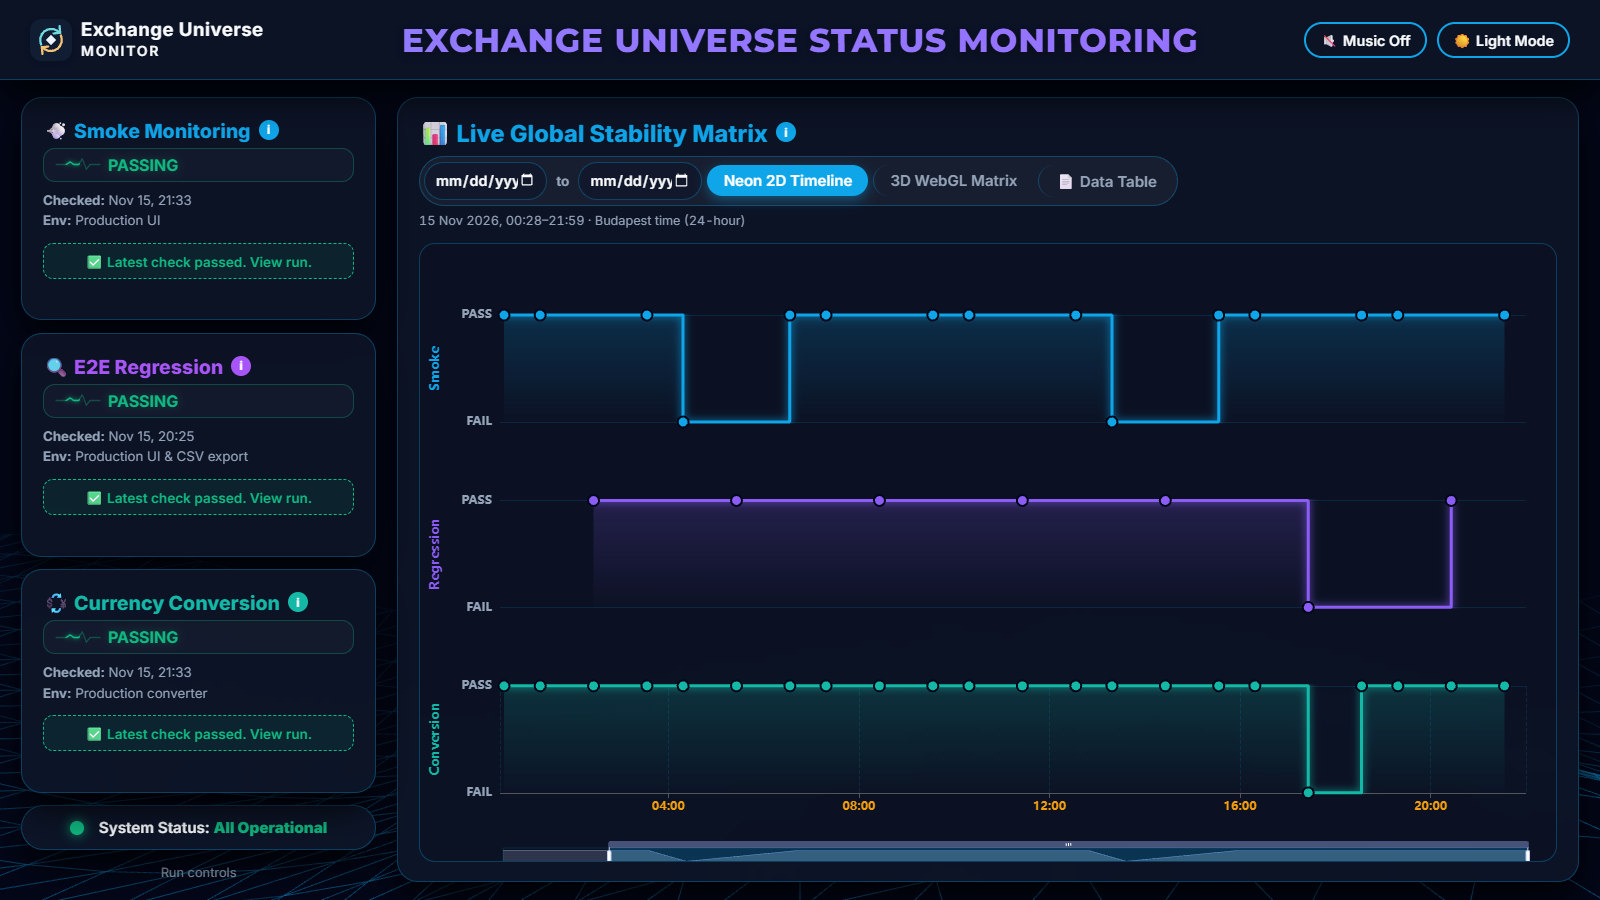 Exchange Universe
MONITOR
EXCHANGE UNIVERSE STATUS MONITORING
Music Off
Light Mode
Smoke Monitoring i
PASSING
Checked: Nov 15, 21:33
Env: Production UI
Latest check passed. View run.
E2E Regression i
PASSING
Checked: Nov 15, 20:25
Env: Production UI & CSV export
Latest check passed. View run.
Currency Conversion i
PASSING
Checked: Nov 15, 21:33
Env: Production converter
Latest check passed. View run.
System Status: All Operational
Run controls
Live Global Stability Matrix i
mm/dd/yyy to mm/dd/yyy Neon 2D Timeline 3D WebGL Matrix Data Table
15 Nov 2026, 00:28–21:59 · Budapest time (24-hour)
PASS
Smoke
FAIL
PASS
Regression
FAIL
PASS
Conversion
FAIL
04:00 08:00 12:00 16:00 20:00